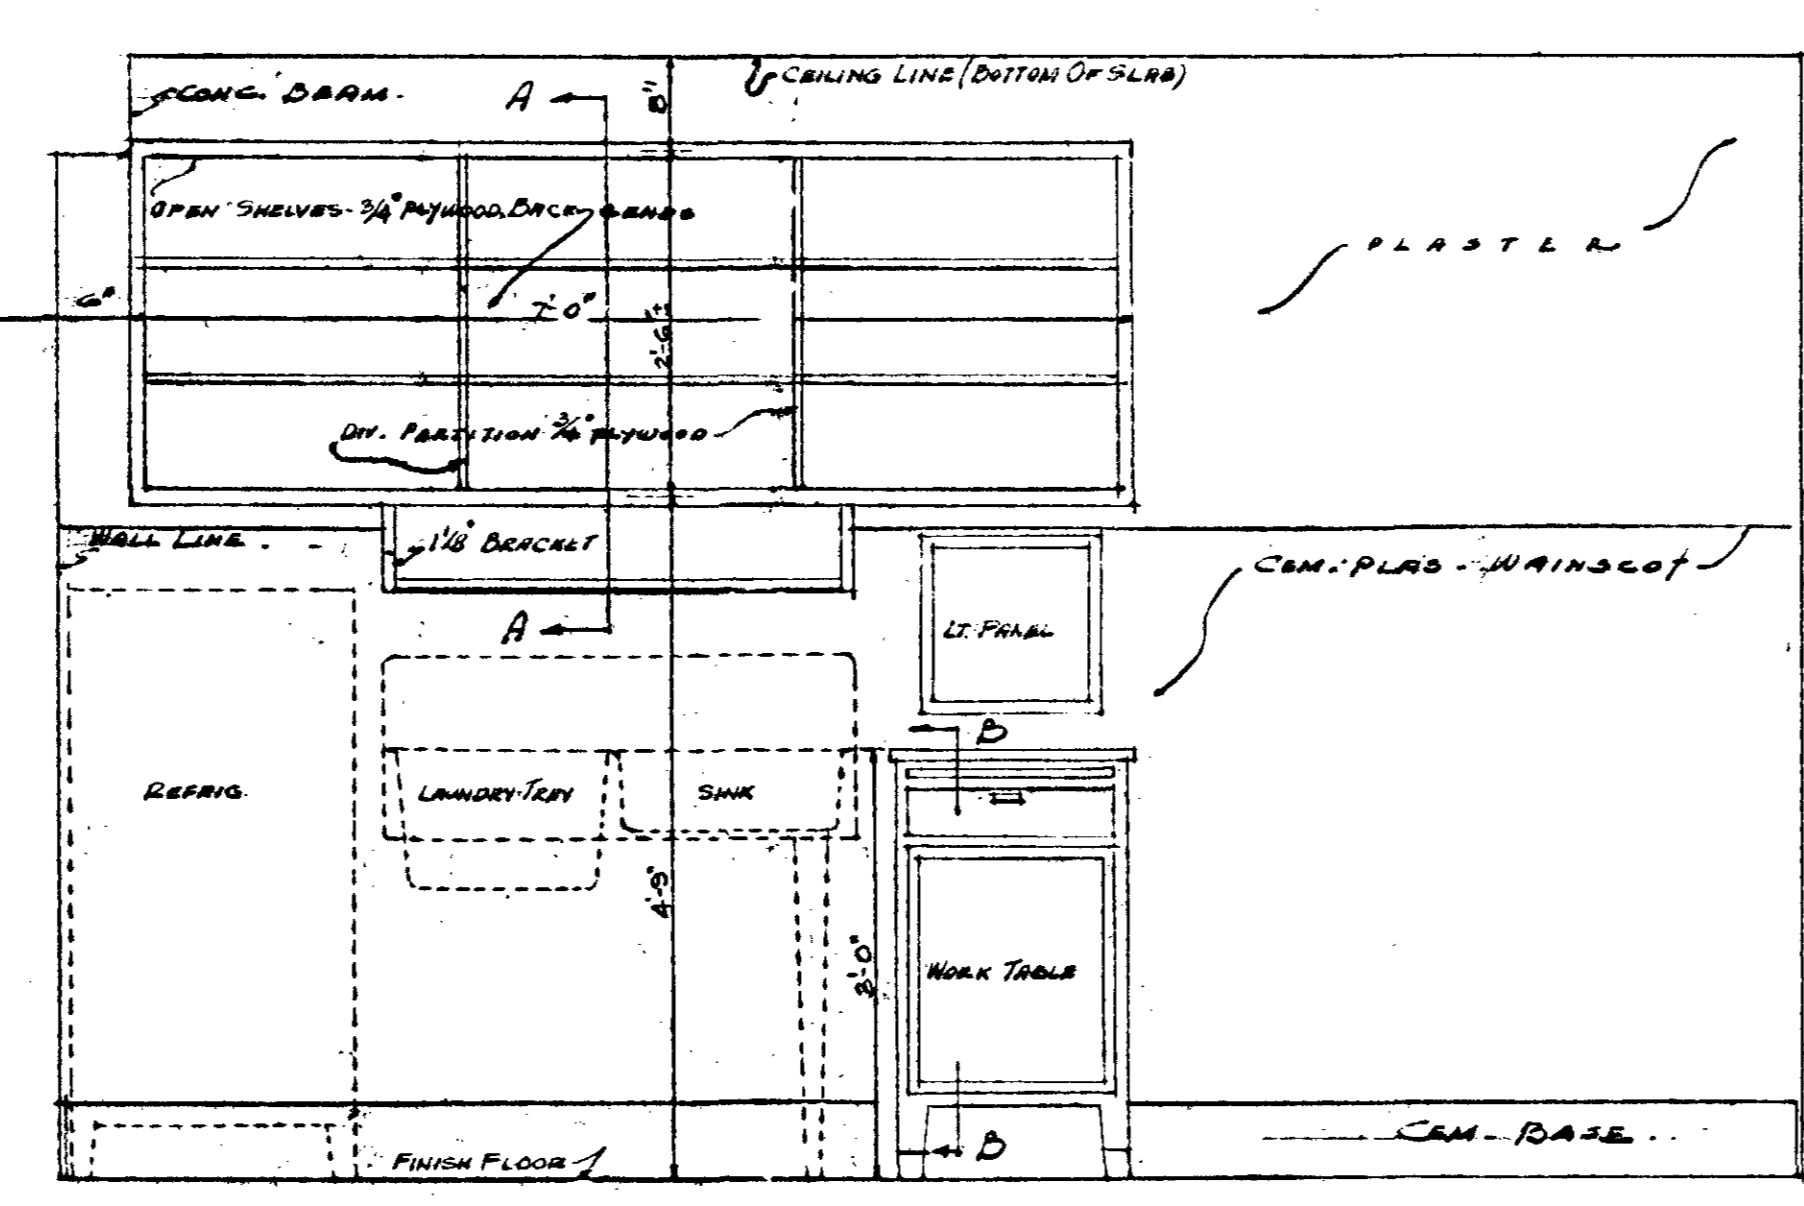 CEILING LINE (BOTTOM OF SLAB)
CONC. BEAM.
A
8"
OPEN SHELVES - 3/4" PLYWOOD, BACK & ENDS
PLASTER
6"
7'-0"
2'-6"±
DIV. PARTITION 3/4" PLYWOOD
WALL LINE.
1 1/8" BRACKET
CEM. PLAS. WAINSCOT
A
LT. PANEL
B
REFRIG.
LAUNDRY-TRAY
SINK
4'-9"
3'-0"
WORK TABLE
CEM. BASE.
B
FINISH FLOOR